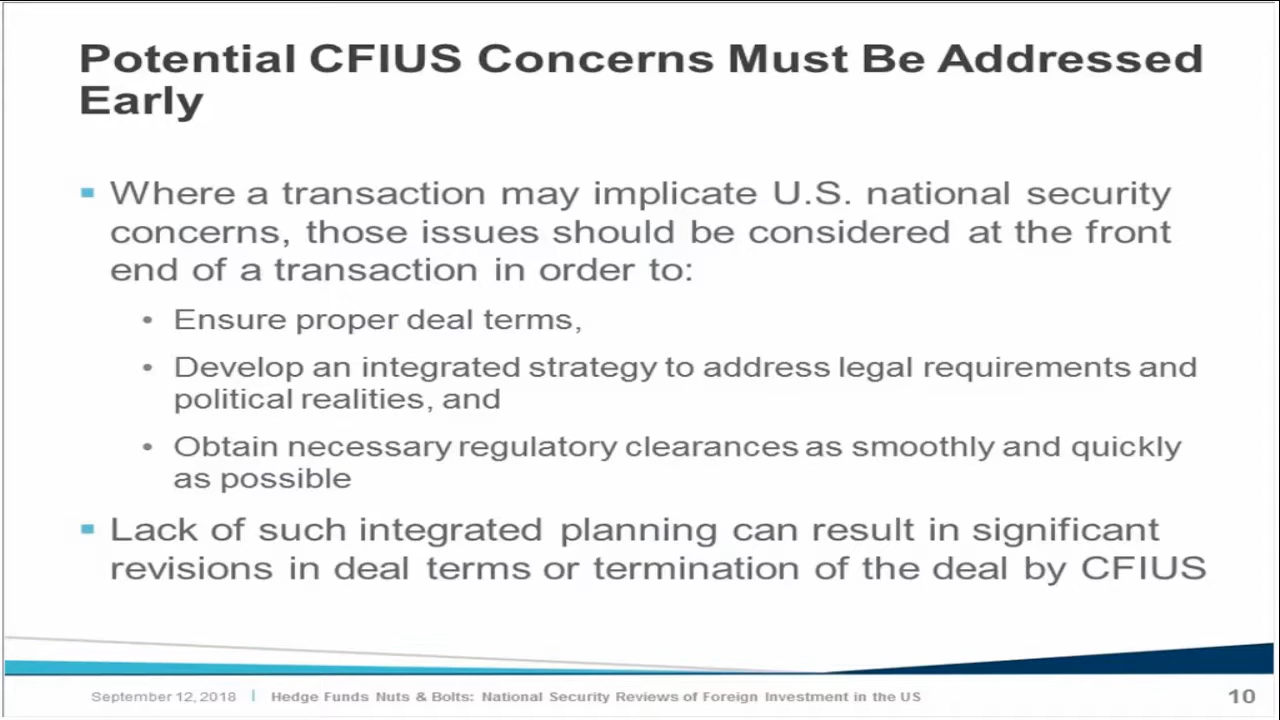 Potential CFIUS Concerns Must Be Addressed
Early
▪ Where a transaction may implicate U.S. national security
concerns, those issues should be considered at the front
end of a transaction in order to:
• Ensure proper deal terms,
• Develop an integrated strategy to address legal requirements and
political realities, and
• Obtain necessary regulatory clearances as smoothly and quickly
as possible
▪ Lack of such integrated planning can result in significant
revisions in deal terms or termination of the deal by CFIUS
September 12, 2018 | Hedge Funds Nuts & Bolts: National Security Reviews of Foreign Investment in the US 10